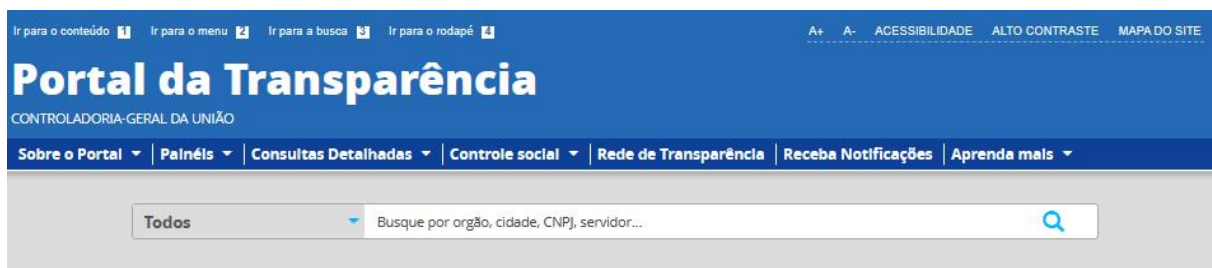 Ir para o conteúdo 1 Ir para o menu 2 Ir para a busca 3 Ir para o rodapé 4 A+ A- ACESSIBILIDADE ALTO CONTRASTE MAPA DO SITE
Portal da Transparência
CONTROLADORIA-GERAL DA UNIÃO
Sobre o Portal Painéis Consultas Detalhadas Controle social Rede de Transparência Receba Notificações Aprenda mais
Todos Busque por orgão, cidade, CNPJ, servidor...